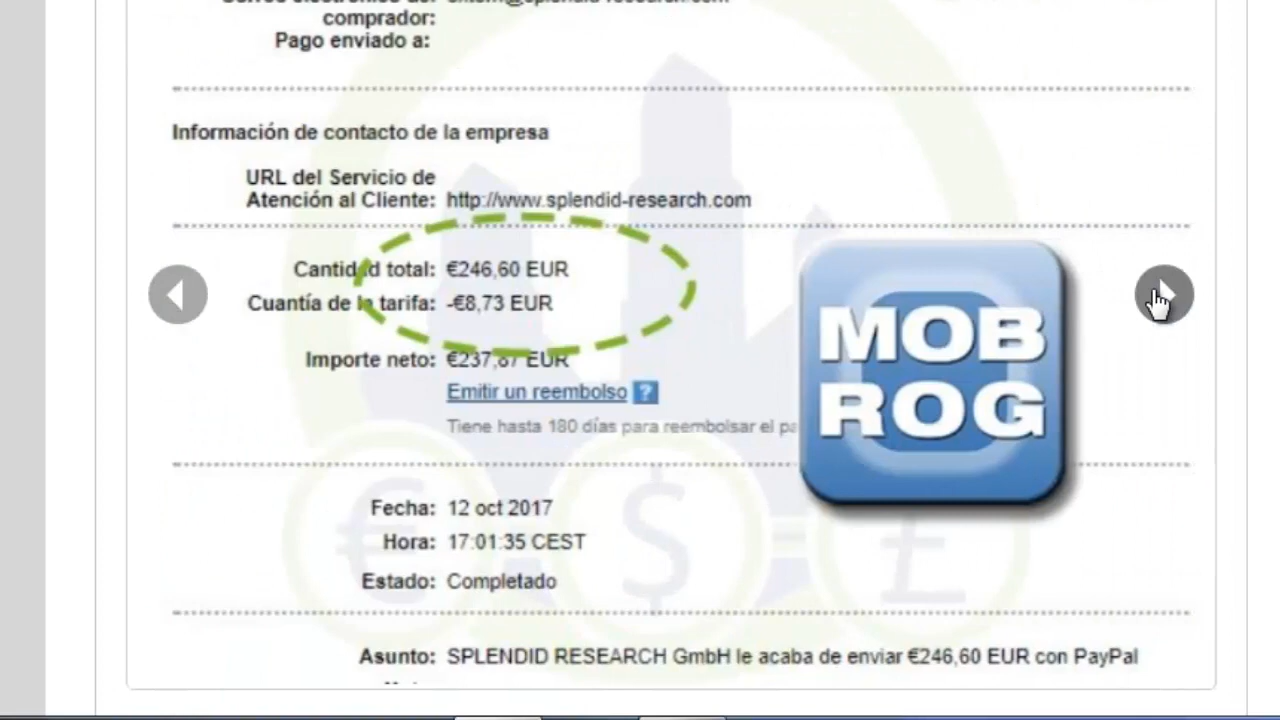 comprador:
Pago enviado a:
Información de contacto de la empresa
URL del Servicio de
Atención al Cliente: http://www.splendid-research.com
Cantidad total: €246,60 EUR
Cuantía de la tarifa: -€8,73 EUR
Importe neto: €237,87 EUR
Emitir un reembolso ?
Tiene hasta 180 días para reembolsar el pa
MOB
ROG
Fecha: 12 oct 2017
Hora: 17:01:35 CEST
Estado: Completado
Asunto: SPLENDID RESEARCH GmbH le acaba de enviar €246,60 EUR con PayPal